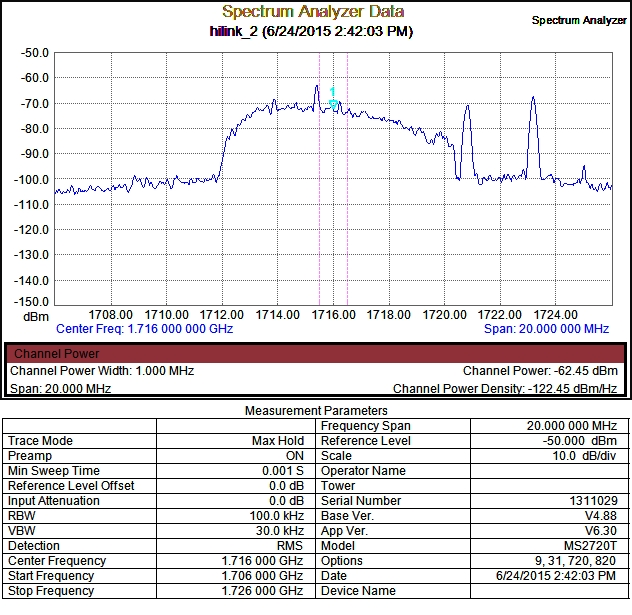 Spectrum Analyzer Data
Spectrum Analyzer
hilink_2 (6/24/2015 2:42:03 PM)
1
-50.0
-60.0
-70.0
-80.0
-90.0
-100.0
-110.0
-120.0
-130.0
-140.0
-150.0
dBm
1708.00 1710.00 1712.00 1714.00 1716.00 1718.00 1720.00 1722.00 1724.00
Center Freq: 1.716 000 000 GHz Span: 20.000 000 MHz
Channel Power
Channel Power Width: 1.000 MHz Channel Power: -62.45 dBm
Span: 20.000 MHz Channel Power Density: -122.45 dBm/Hz
Measurement Parameters
Frequency Span 20.000 000 MHz
Trace Mode Max Hold Reference Level -50.000 dBm
Preamp ON Scale 10.0 dB/div
Min Sweep Time 0.001 S Operator Name
Reference Level Offset 0.0 dB Tower
Input Attenuation 0.0 dB Serial Number 1311029
RBW 100.0 kHz Base Ver. V4.88
VBW 30.0 kHz App Ver. V6.30
Detection RMS Model MS2720T
Center Frequency 1.716 000 GHz Options 9, 31, 720, 820
Start Frequency 1.706 000 GHz Date 6/24/2015 2:42:03 PM
Stop Frequency 1.726 000 GHz Device Name